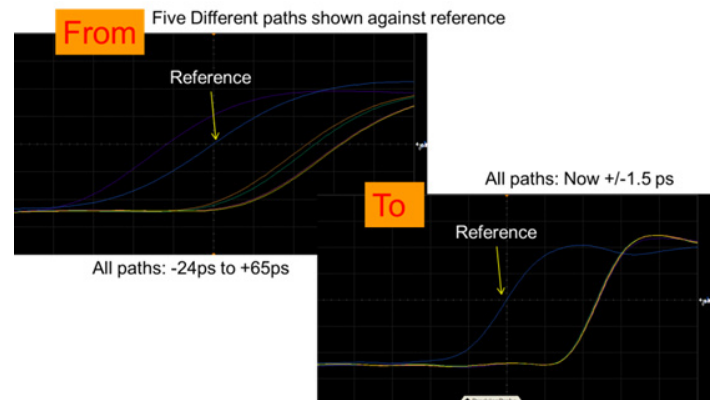 Five Different paths shown against reference
From
Reference
All paths: Now +/-1.5 ps
To
Reference
All paths: -24ps to +65ps